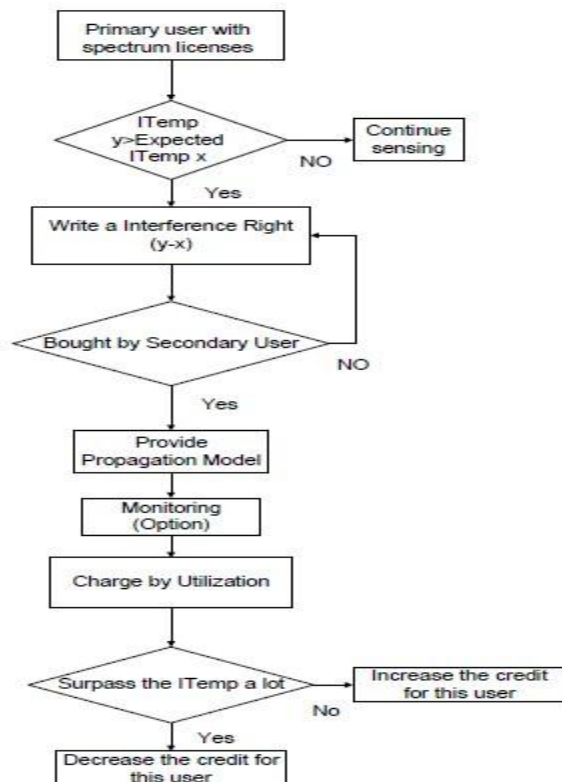 Primary user with
spectrum licenses
ITemp
y>Expected
ITemp x
NO
Continue
sensing
Yes
Write a Interference Right
(y-x)
Bought by Secondary User
NO
Yes
Provide
Propagation Model
Monitoring
(Option)
Charge by Utilization
Surpass the ITemp a lot
No
Increase the credit
for this user
Yes
Decrease the credit for
this user